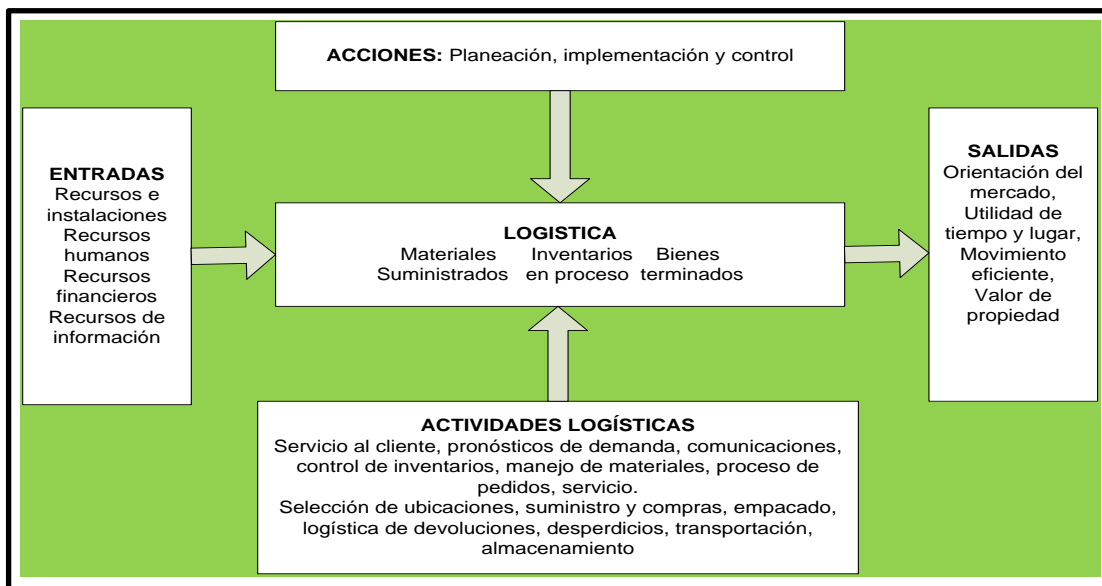 ACCIONES: Planeación, implementación y control
ENTRADAS
Recursos e
instalaciones
Recursos
humanos
Recursos
financieros
Recursos de
información
LOGISTICA
Materiales Inventarios Bienes
Suministrados en proceso terminados
SALIDAS
Orientación del
mercado,
Utilidad de
tiempo y lugar,
Movimiento
eficiente,
Valor de
propiedad
ACTIVIDADES LOGÍSTICAS
Servicio al cliente, pronósticos de demanda, comunicaciones,
control de inventarios, manejo de materiales, proceso de
pedidos, servicio.
Selección de ubicaciones, suministro y compras, empacado,
logística de devoluciones, desperdicios, transportación,
almacenamiento